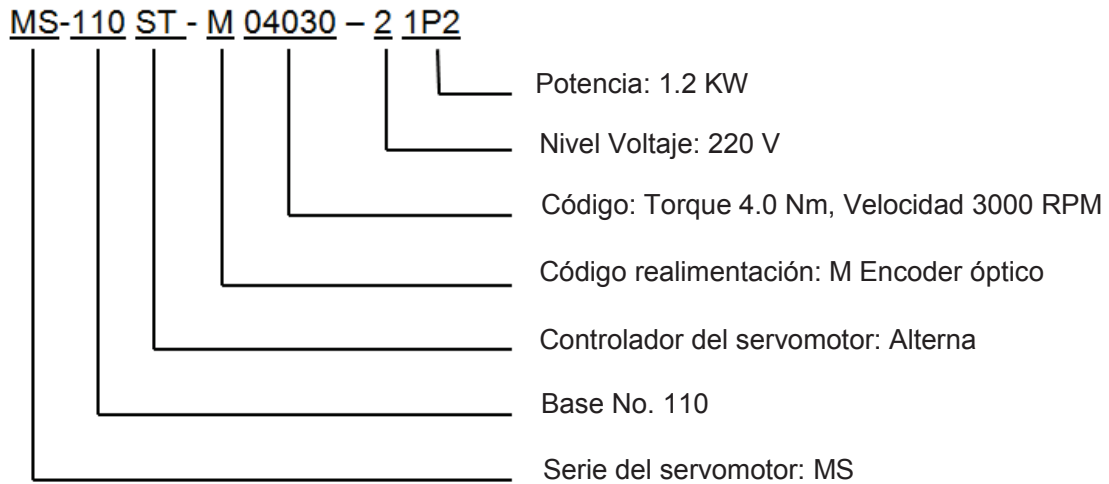 MS-110 ST - M 04030 – 2 1P2
Potencia: 1.2 KW
Nivel Voltaje: 220 V
Código: Torque 4.0 Nm, Velocidad 3000 RPM
Código realimentación: M Encoder óptico
Controlador del servomotor: Alterna
Base No. 110
Serie del servomotor: MS